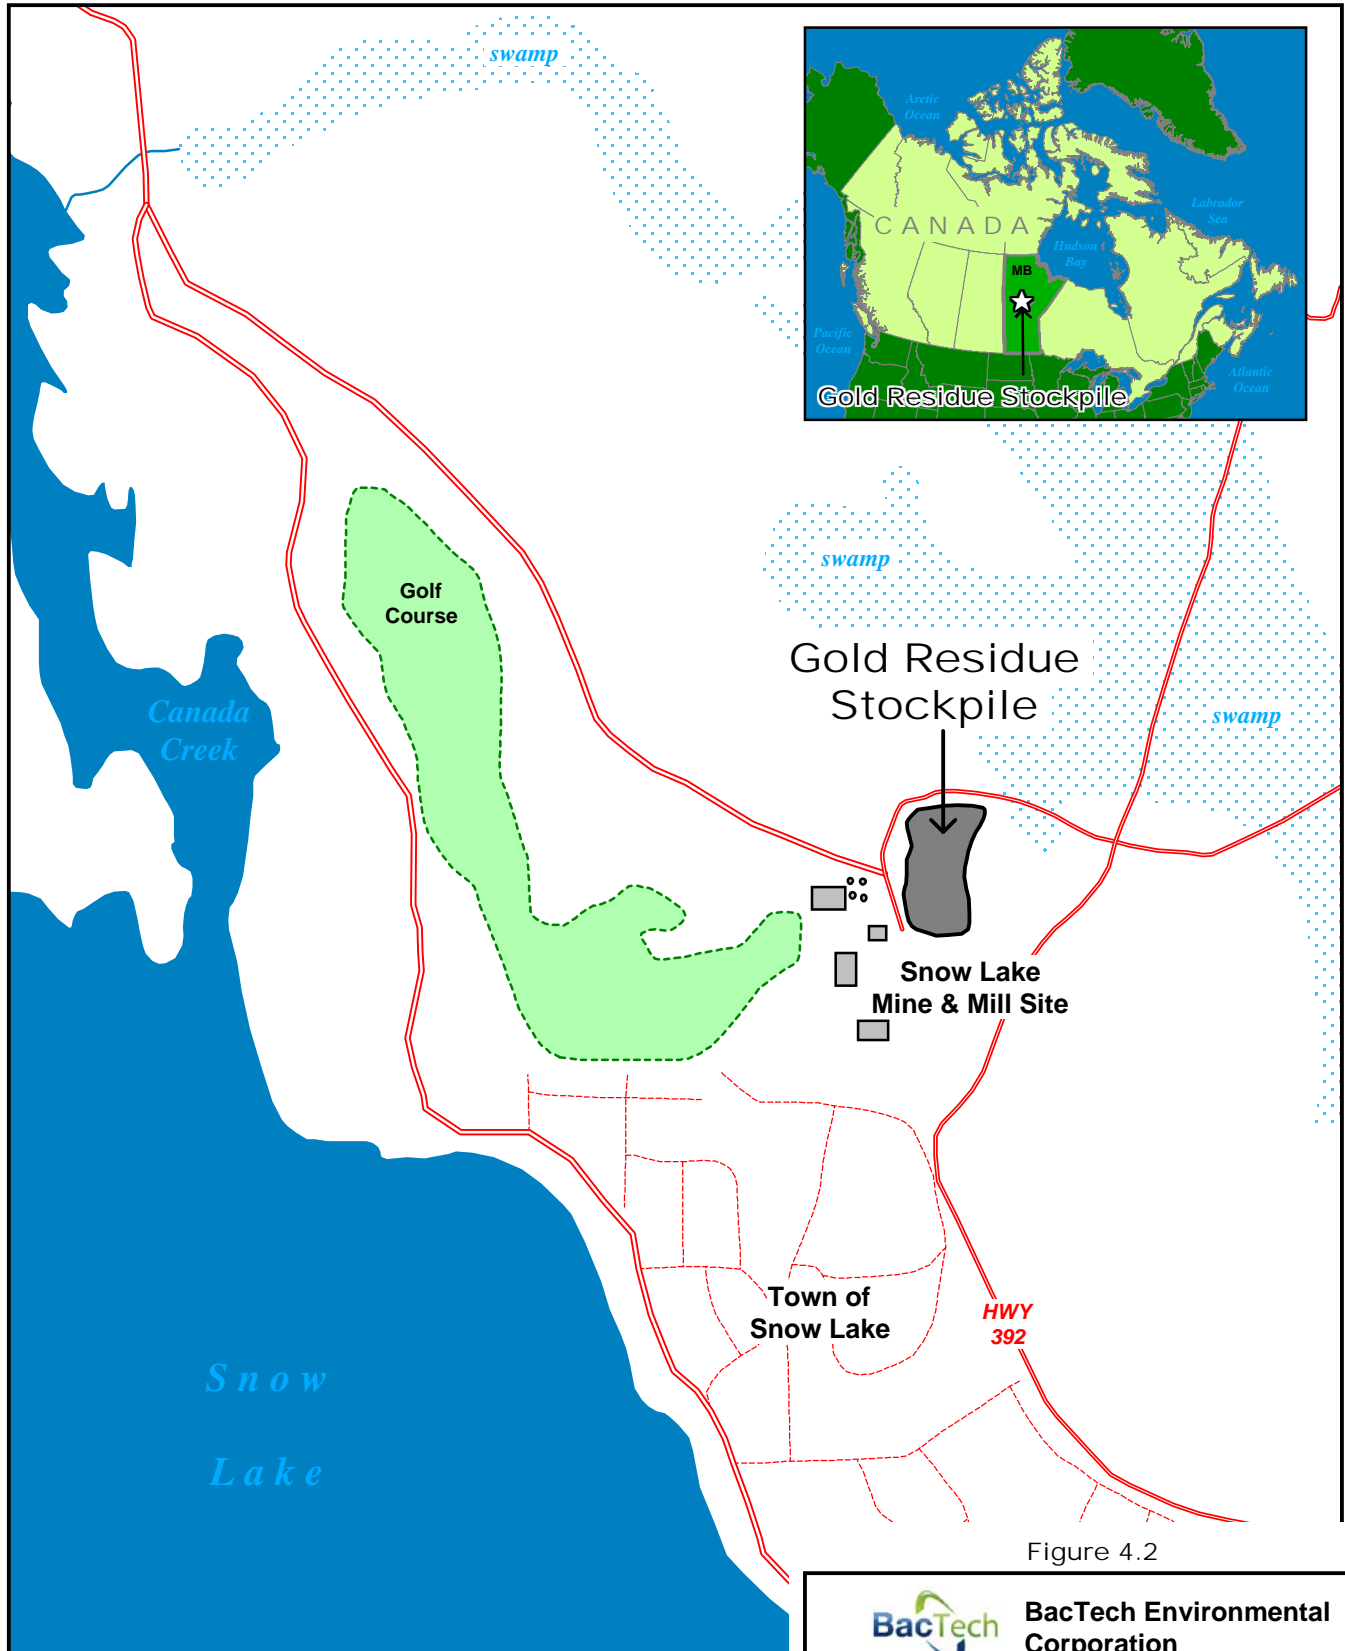 swamp
Arctic
Ocean
Labrador
Sea
CANADA
Hudson
Bay
MB
Pacific
Ocean
Atlantic
Ocean
Gold Residue Stockpile
swamp
Golf
Course
Gold Residue
Stockpile
swamp
Canada
Creek
Snow Lake
Mine & Mill Site
Town of
Snow Lake
HWY
392
Snow
Lake
Figure 4.2
BacTech
BacTech Environmental
Corporation